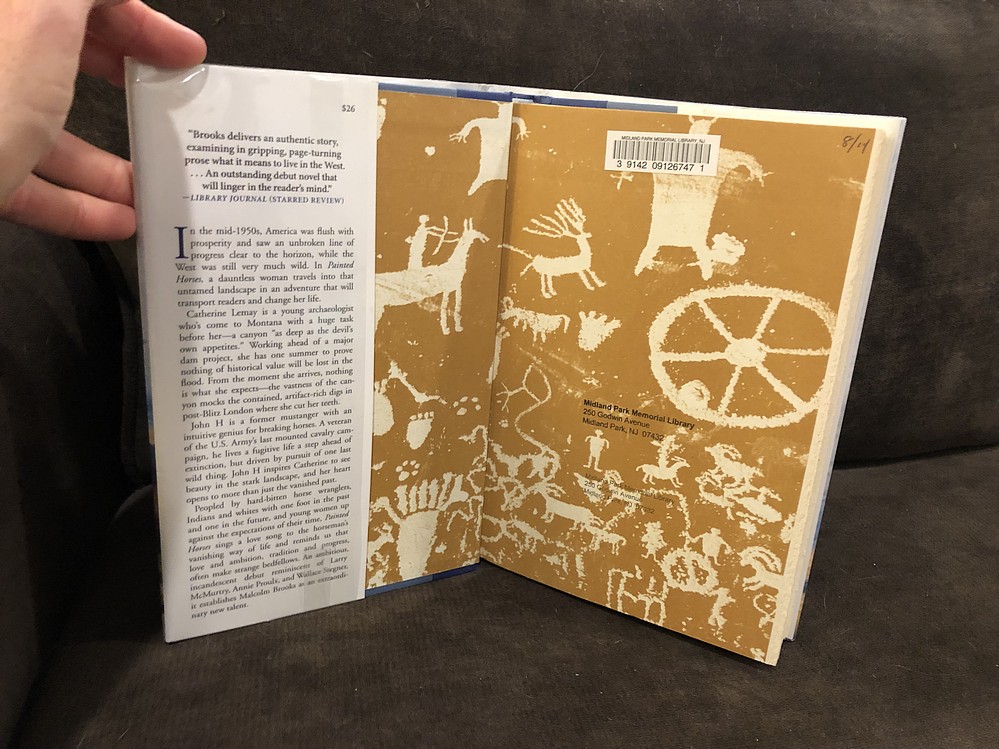 $26
"Brooks delivers an authentic story,
examining in gripping, page-turning
prose what it means to live in the West.
. . . An outstanding debut novel that
will linger in the reader's mind."
—LIBRARY JOURNAL (STARRED REVIEW)
In the mid-1950s, America was flush with
prosperity and saw an unbroken line of
progress clear to the horizon, while the
West was still very much wild. In Painted
Horses, a dauntless woman travels into that
untamed landscape in an adventure that will
transport readers and change her life.
Catherine Lemay is a young archaeologist
who's come to Montana with a huge task
before her—a canyon "as deep as the devil's
own appetites." Working ahead of a major
dam project, she has one summer to prove
nothing of historical value will be lost in the
flood. From the moment she arrives, nothing
is what she expects—the vastness of the can-
yon mocks the contained, artifact-rich digs in
post-Blitz London where she cut her teeth.
John H is a former mustanger with an
intuitive genius for breaking horses. A veteran
of the U.S. Army's last mounted cavalry cam-
paign, he lives a fugitive life a step ahead of
extinction, but driven by pursuit of one last
wild thing. John H inspires Catherine to see
beauty in the stark landscape, and her heart
opens to more than just the vanished past.
Peopled by hard-bitten horse wranglers,
Indians and whites with one foot in the past
and one in the future, and young women up
against the expectations of their time, Painted
Horses sings a love song to the horseman's
vanishing way of life and reminds us that
love and ambition, tradition and progress,
often make strange bedfellows. An ambitious,
incandescent debut reminiscent of Larry
McMurtry, Annie Proulx, and Wallace Stegner,
it establishes Malcolm Brooks as an extraordi-
nary new talent.
MIDLAND PARK MEMORIAL LIBRARY, NJ
3 9142 09126747 1
8/14
Midland Park Memorial Library
250 Godwin Avenue
Midland Park, NJ 07432
250 Godwin Avenue